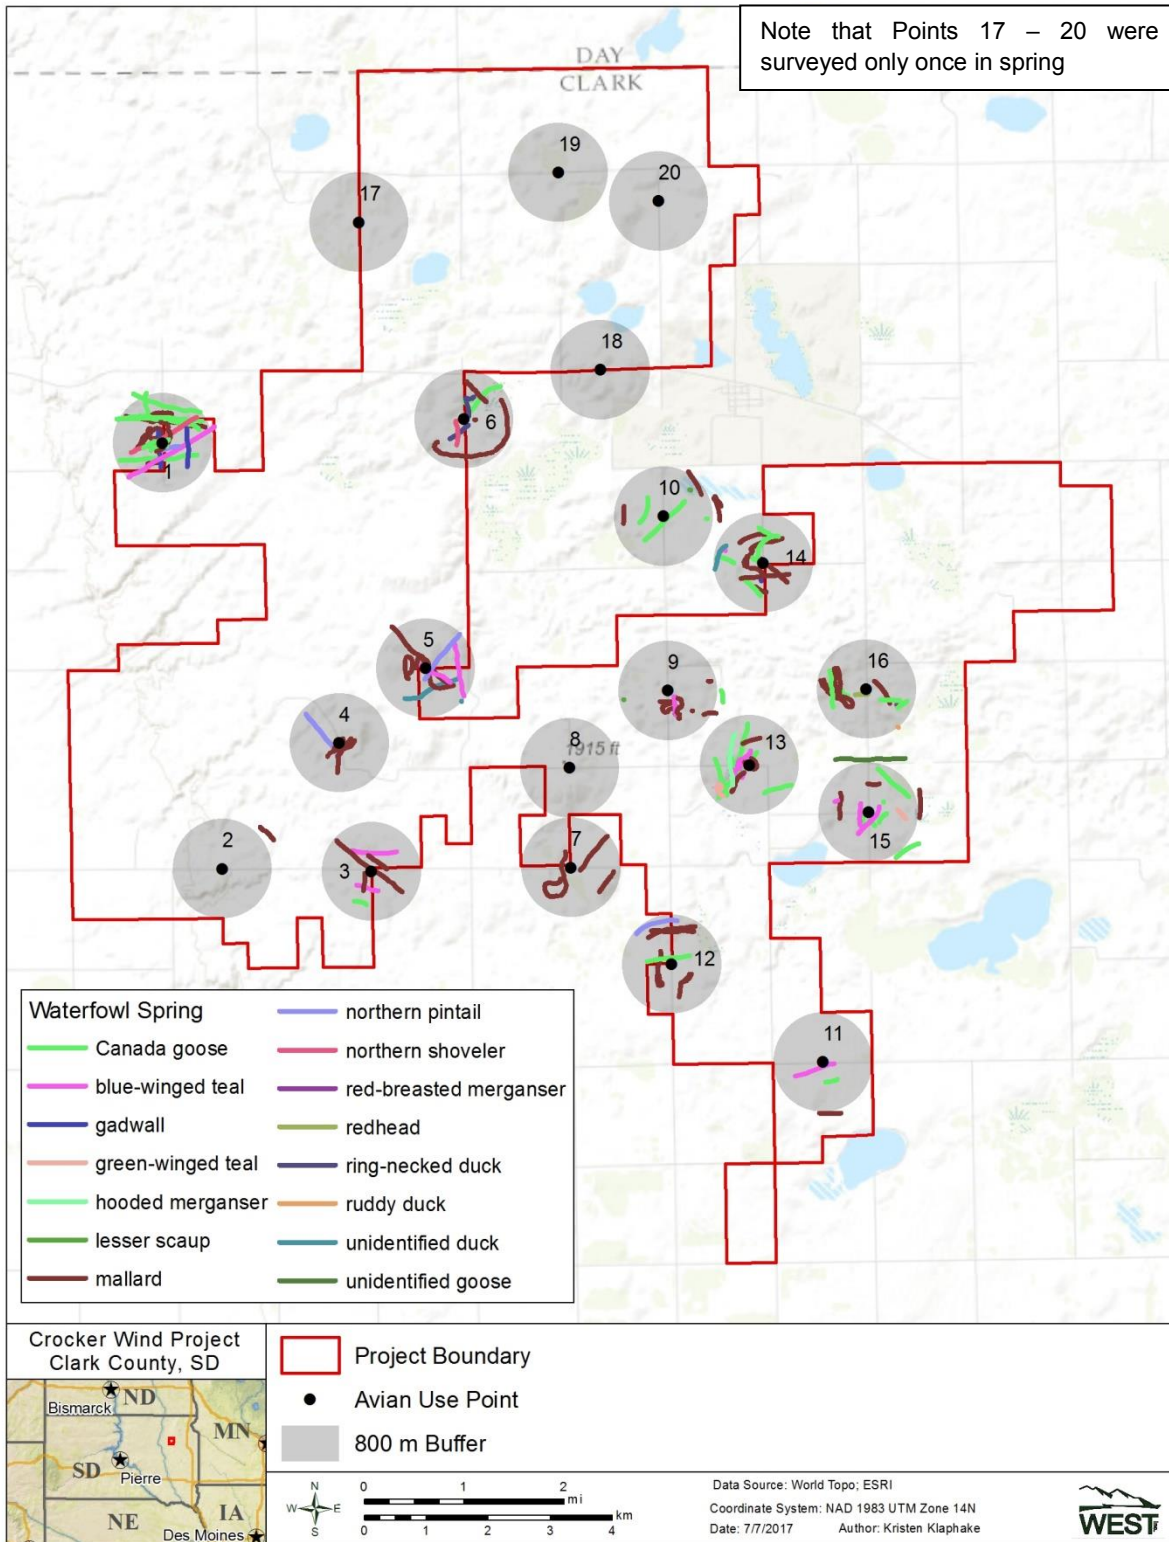 Note that Points 17 – 20 were
surveyed only once in spring
DAY
CLARK
19
20
17
18
6
1
10
14
5
9
16
4
8
1915 ft
13
2
3
7
15
12
11
Waterfowl Spring
Canada goose
blue-winged teal
gadwall
green-winged teal
hooded merganser
lesser scaup
mallard
northern pintail
northern shoveler
red-breasted merganser
redhead
ring-necked duck
ruddy duck
unidentified duck
unidentified goose
Crocker Wind Project
Clark County, SD
ND
Bismarck
MN
SD
Pierre
NE
IA
Des Moines
Project Boundary
Avian Use Point
800 m Buffer
N
W E
S
0 1 2
mi
0 1 2 3 4
km
Data Source: World Topo; ESRI
Coordinate System: NAD 1983 UTM Zone 14N
Date: 7/7/2017 Author: Kristen Klaphake
WEST